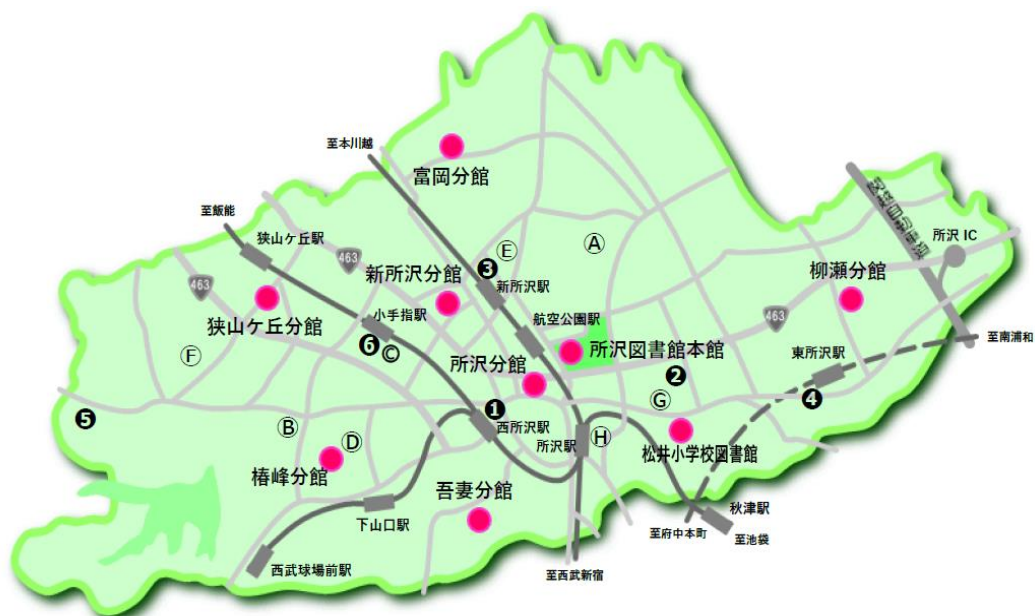 至本川越
富岡分館
至飯能
狭山ケ丘駅
463
463
新所沢分館
E
A
3
新所沢駅
所沢 IC
柳瀬分館
小手指駅
航空公園駅
463
狭山ケ丘分館
F
6
C
所沢分館
所沢図書館本館
2
東所沢駅
至南浦和
4
5
B
D
1
西所沢駅
所沢駅
H
G
松井小学校図書館
椿峰分館
吾妻分館
下山口駅
秋津駅
至府中本町
至池袋
西武球場前駅
至西武新宿